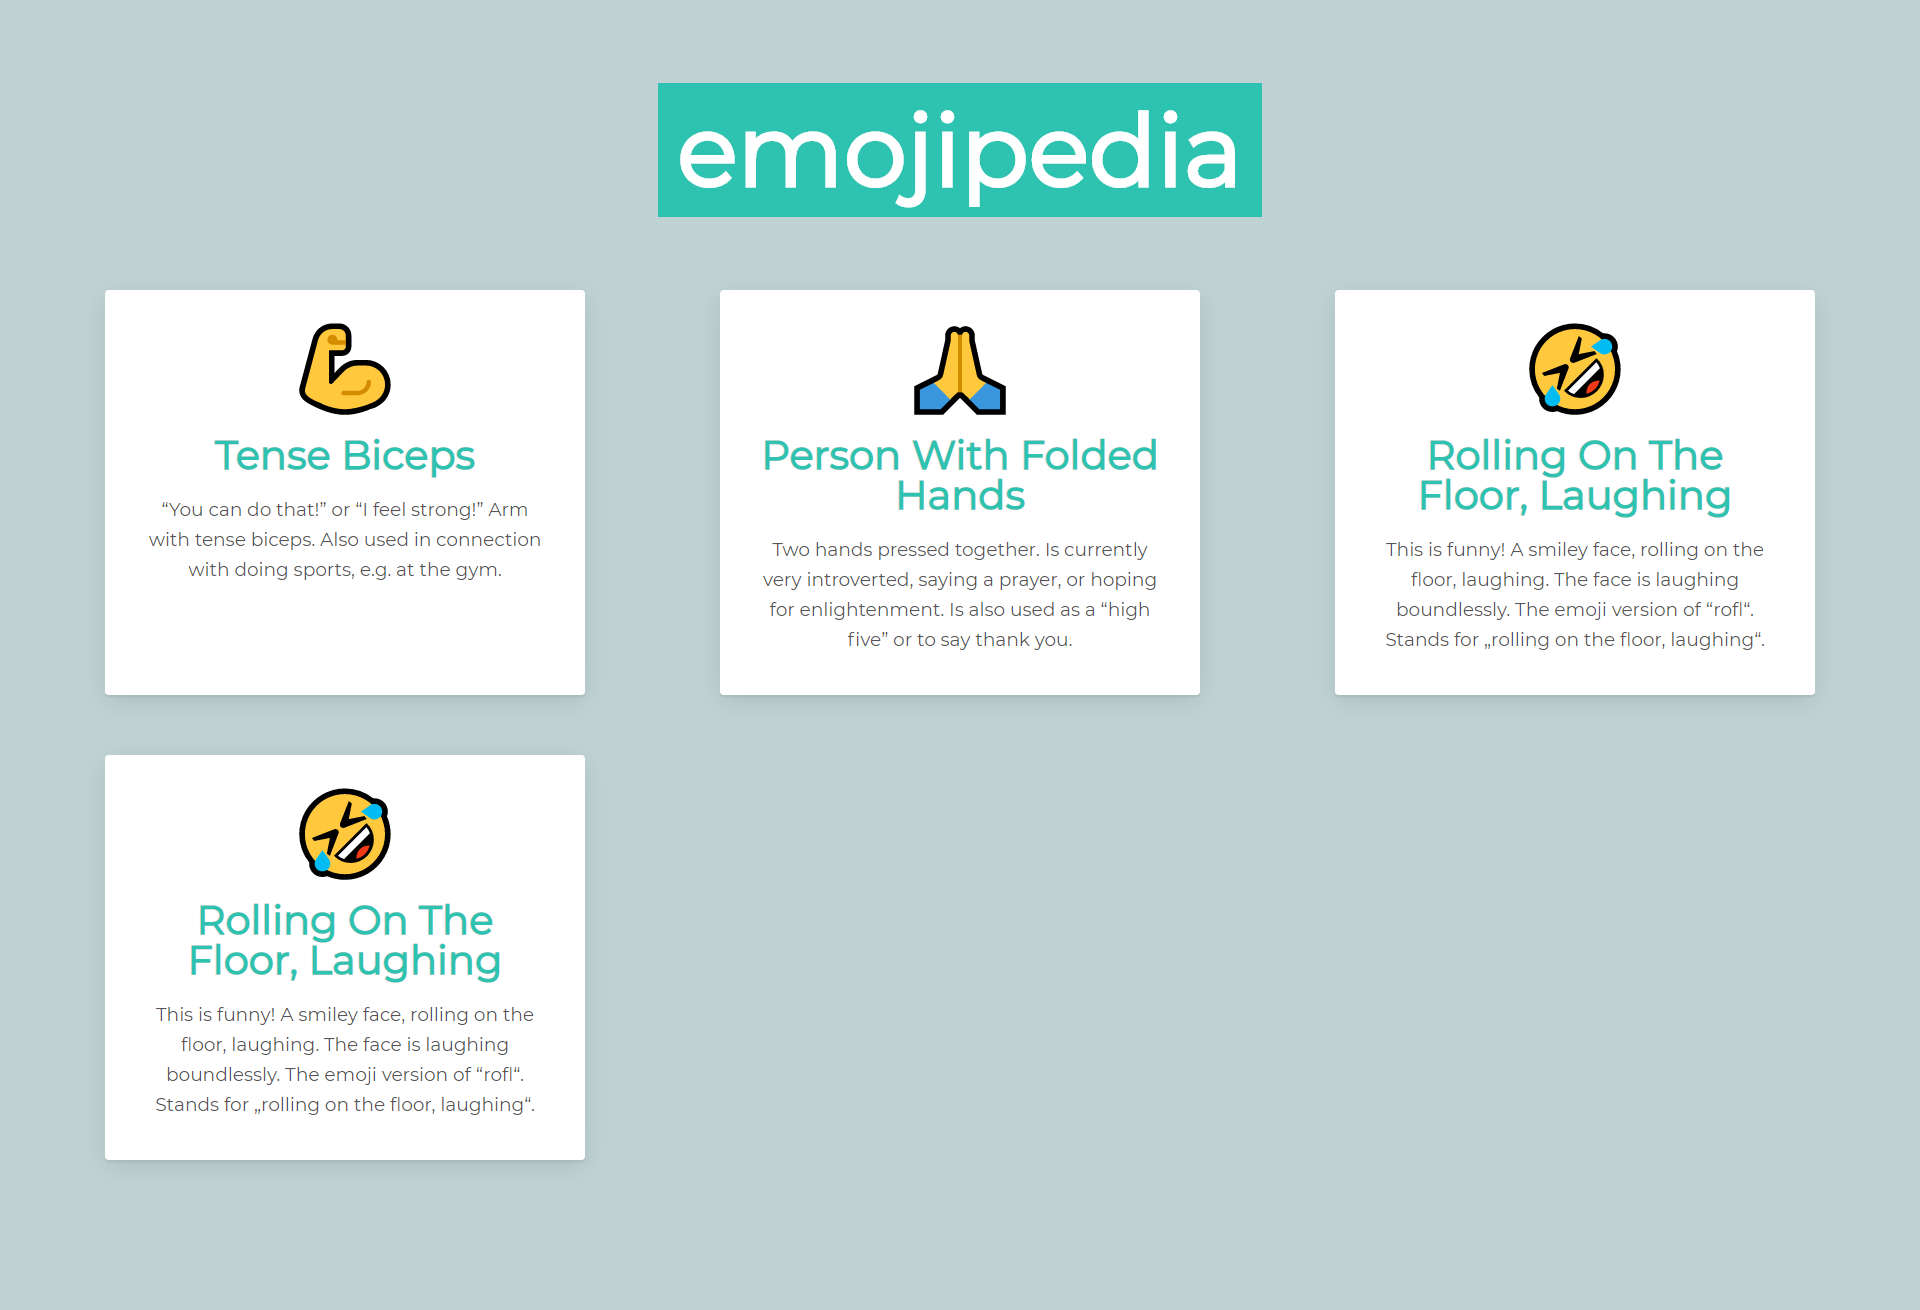 emojipedia
Tense Biceps
“You can do that!” or “I feel strong!” Arm
with tense biceps. Also used in connection
with doing sports, e.g. at the gym.
Person With Folded
Hands
Two hands pressed together. Is currently
very introverted, saying a prayer, or hoping
for enlightenment. Is also used as a “high
five” or to say thank you.
Rolling On The
Floor, Laughing
This is funny! A smiley face, rolling on the
floor, laughing. The face is laughing
boundlessly. The emoji version of “rofl“.
Stands for „rolling on the floor, laughing“.
Rolling On The
Floor, Laughing
This is funny! A smiley face, rolling on the
floor, laughing. The face is laughing
boundlessly. The emoji version of “rofl“.
Stands for „rolling on the floor, laughing“.